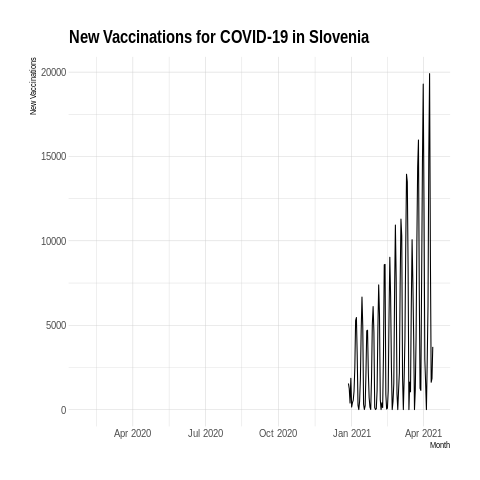 New Vaccinations for COVID-19 in Slovenia
New Vaccinations
20000
15000
10000
5000
0
Apr 2020
Jul 2020
Oct 2020
Jan 2021
Apr 2021
Month